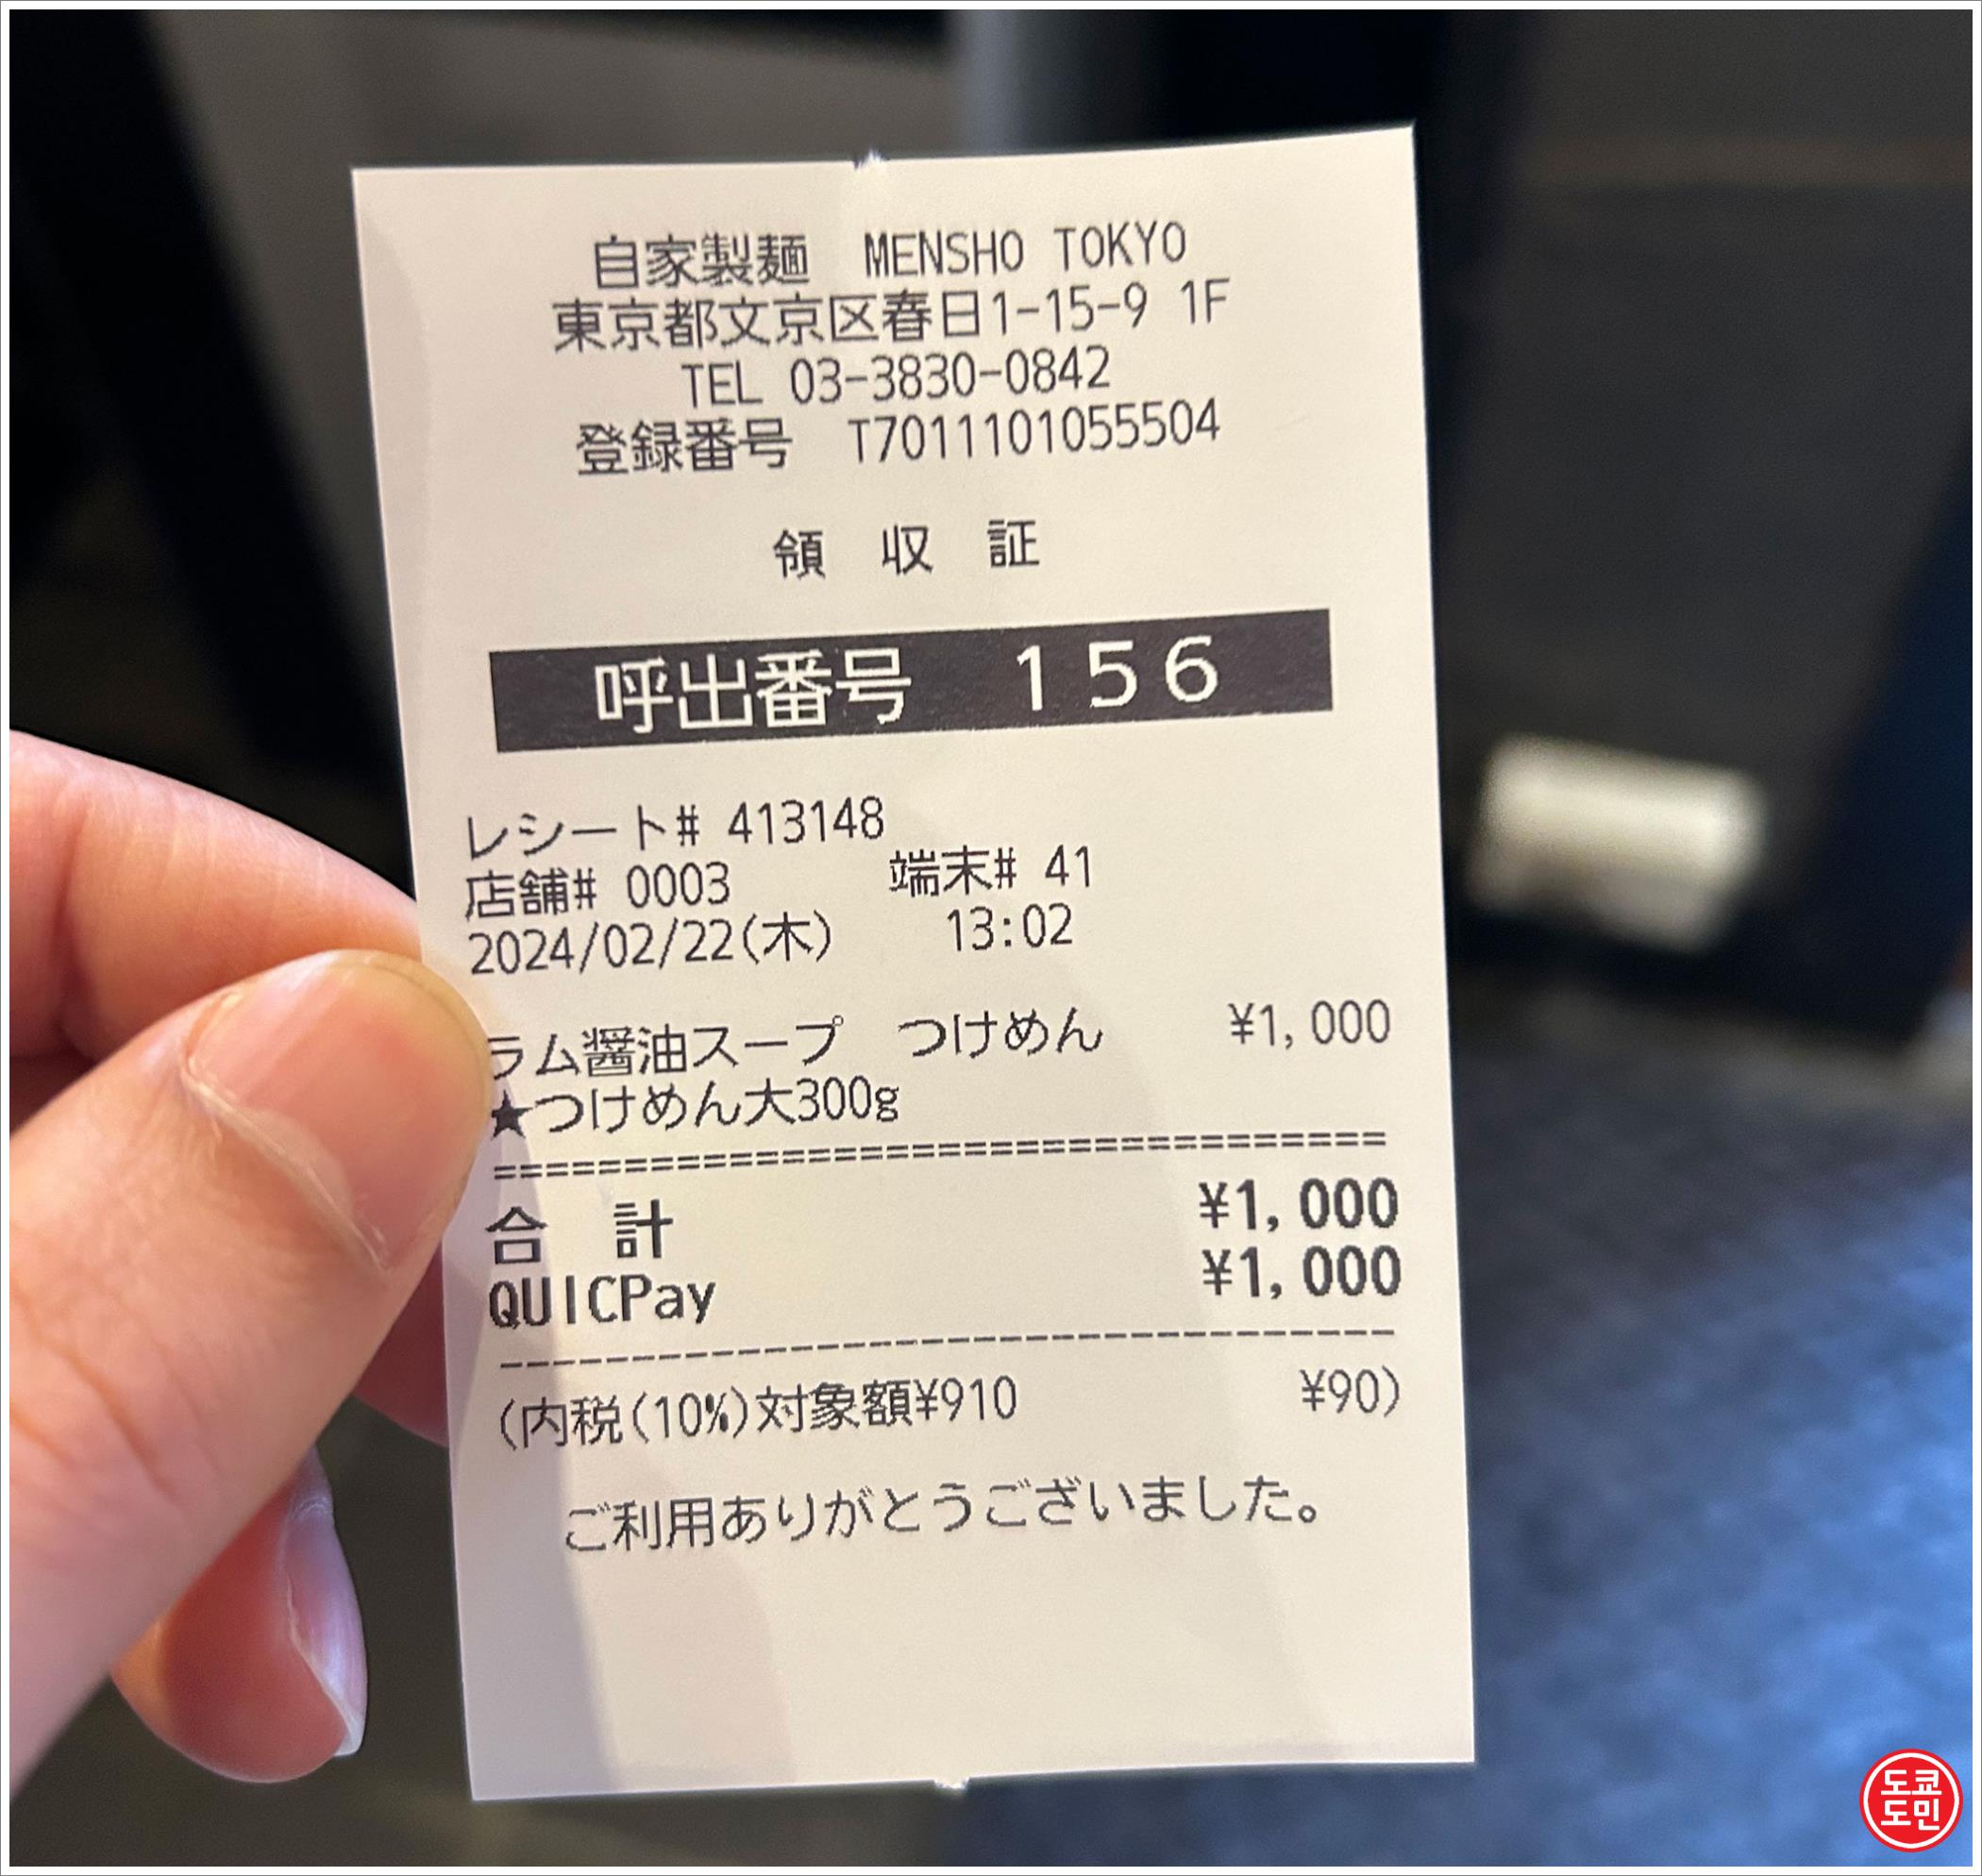 自家製麺 MENSHO TOKYO
東京都文京区春日1-15-9 1F
TEL 03-3830-0842
登録番号 T7011101055504
領 収 証
呼出番号 156
レシート# 413148
店舗# 0003 端末# 41
2024/02/22(木) 13:02
ラム醤油スープ つけめん ¥1,000
★つけめん大300g
================================
合 計 ¥1,000
QUICPay ¥1,000
--------------------------------
(内税(10%)対象額¥910 ¥90)
ご利用ありがとうございました。
도쿄
도민